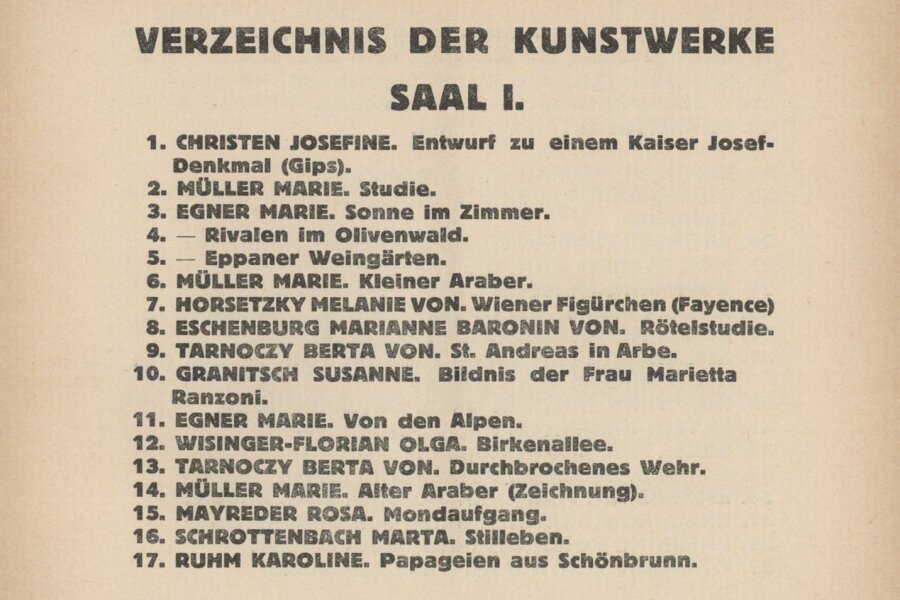 VERZEICHNIS DER KUNSTWERKE
SAAL I.
1. CHRISTEN JOSEFINE. Entwurf zu einem Kaiser Josef-
Denkmal (Gips).
2. MÜLLER MARIE. Studie.
3. EGNER MARIE. Sonne im Zimmer.
4. — Rivalen im Olivenwald.
5. — Eppaner Weingärten.
6. MÜLLER MARIE. Kleiner Araber.
7. HORSETZKY MELANIE VON. Wiener Figürchen (Fayence)
8. ESCHENBURG MARIANNE BARONIN VON. Rötelstudie.
9. TARNOCZY BERTA VON. St. Andreas in Arbe.
10. GRANITSCH SUSANNE. Bildnis der Frau Marietta
Ranzoni.
11. EGNER MARIE. Von den Alpen.
12. WISINGER-FLORIAN OLGA. Birkenallee.
13. TARNOCZY BERTA VON. Durchbrochenes Wehr.
14. MÜLLER MARIE. Alter Araber (Zeichnung).
15. MAYREDER ROSA. Mondaufgang.
16. SCHROTTENBACH MARTA. Stilleben.
17. RUHM KAROLINE. Papageien aus Schönbrunn.